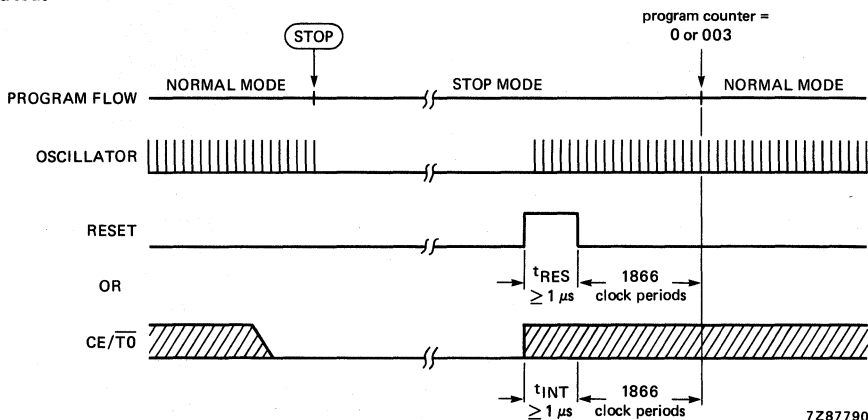 program counter =
0 or 003
STOP
NORMAL MODE
STOP MODE
NORMAL MODE
PROGRAM FLOW
OSCILLATOR
RESET
tRES
≥ 1 μs
1866
clock periods
OR
CE/T̅0̅
tINT
≥ 1 μs
1866
clock periods
7Z87790